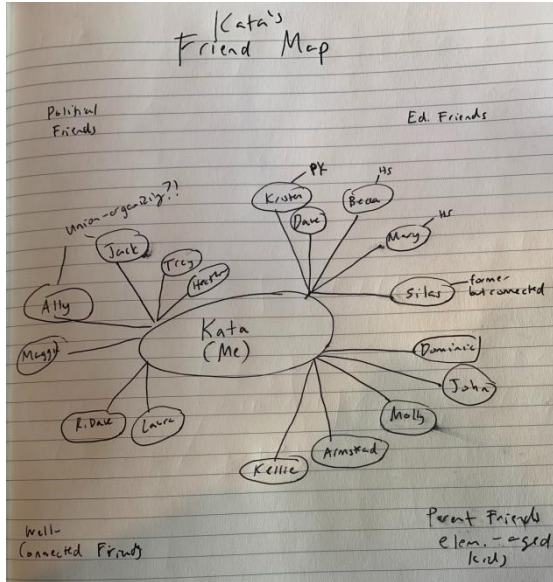 Kata's
Friend Map
Political
Friends
Ed. Friends
Union-organizing?!
PK
HS
HS
Kristen
Dave
Becca
Mary
Jack
Trey
Heather
Ally
Silas
former
but connected
Maggie
Kata
(Me)
Dominic
John
R. Dave
Laura
Molly
Armstead
Kellie
Well-
Connected Friends
Parent Friends
elem.-aged
kids